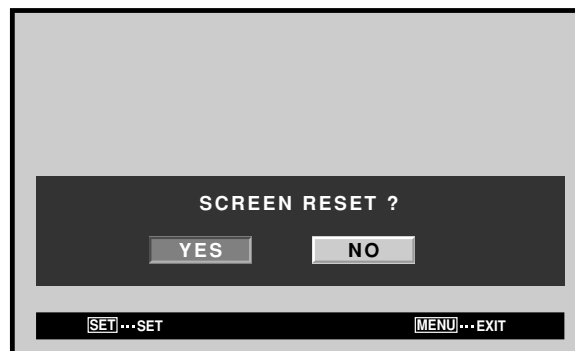 SCREEN RESET ?
YES NO
SET···SET MENU···EXIT